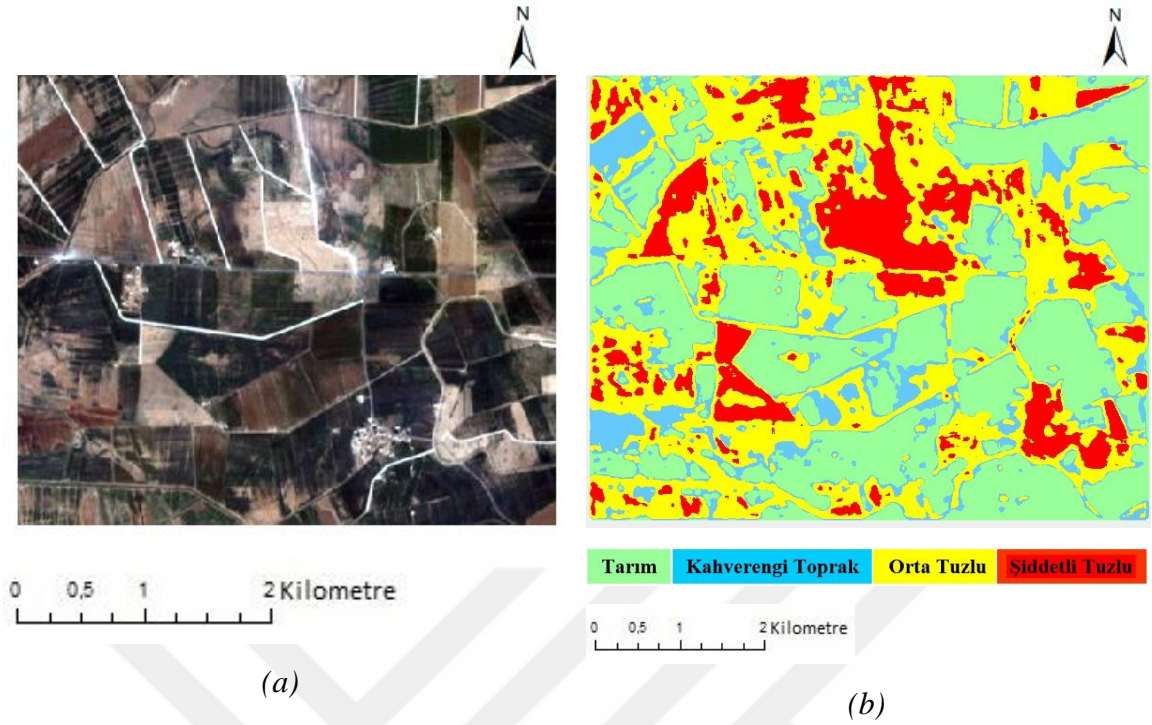 N
N
Tarım Kahverengi Toprak Orta Tuzlu Şiddetli Tuzlu
0 0,5 1 2 Kilometre
0 0,5 1 2 Kilometre
(a)
(b)